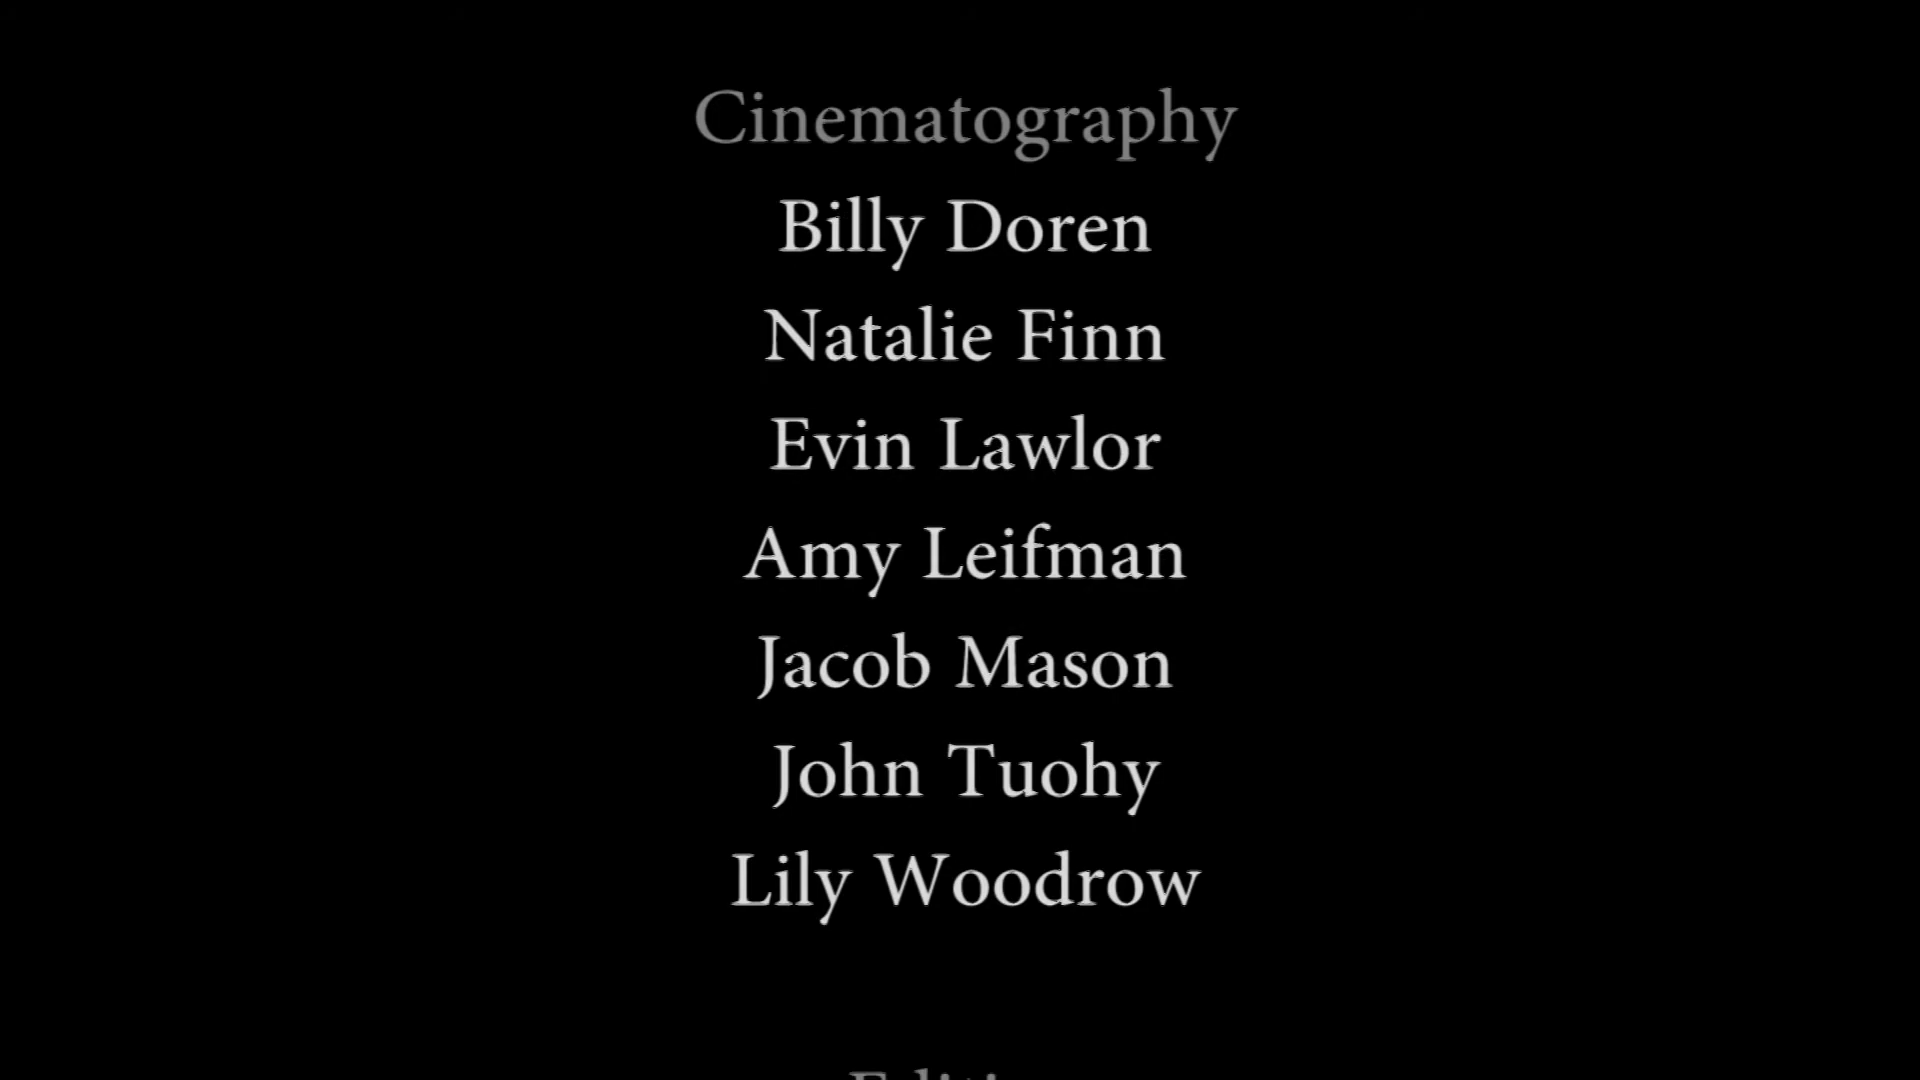 Cinematography
Billy Doren
Natalie Finn
Evin Lawlor
Amy Leifman
Jacob Mason
John Tuohy
Lily Woodrow